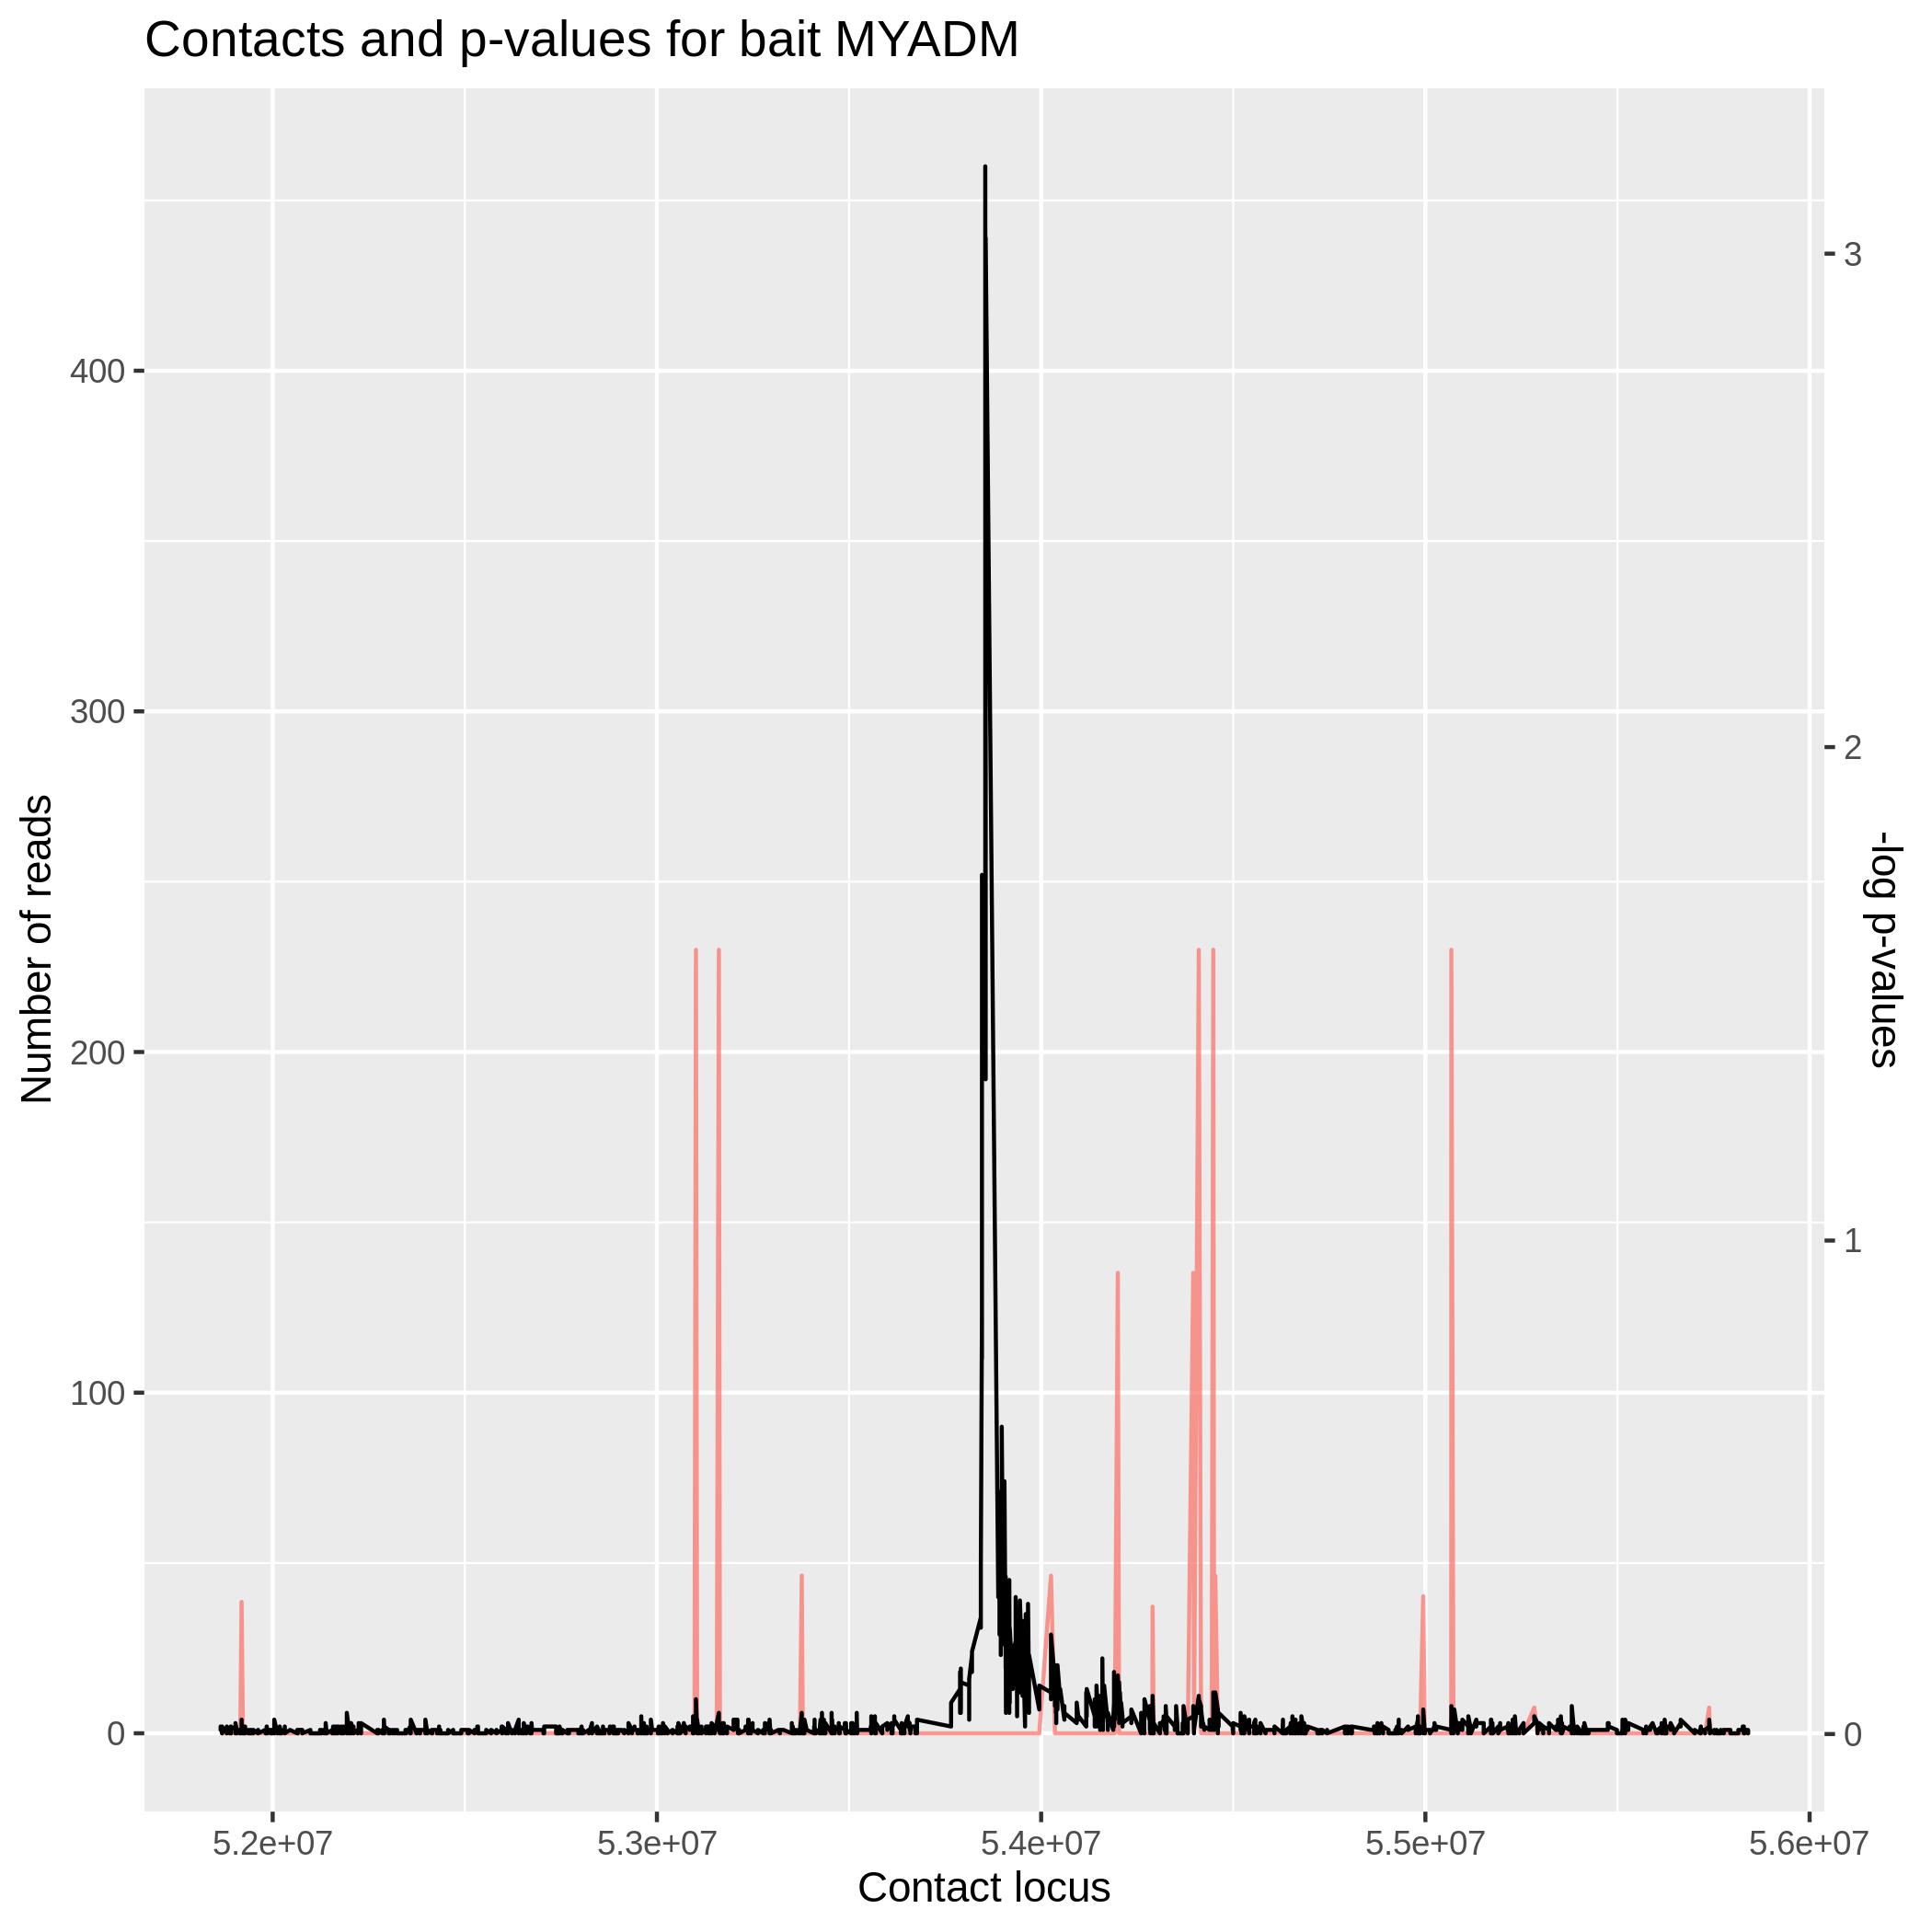 Contacts and p-values for bait MYADM
Number of reads
400
300
200
100
0
3
2
1
0
-log p-values
5.2e+07
5.3e+07
5.4e+07
5.5e+07
5.6e+07
Contact locus